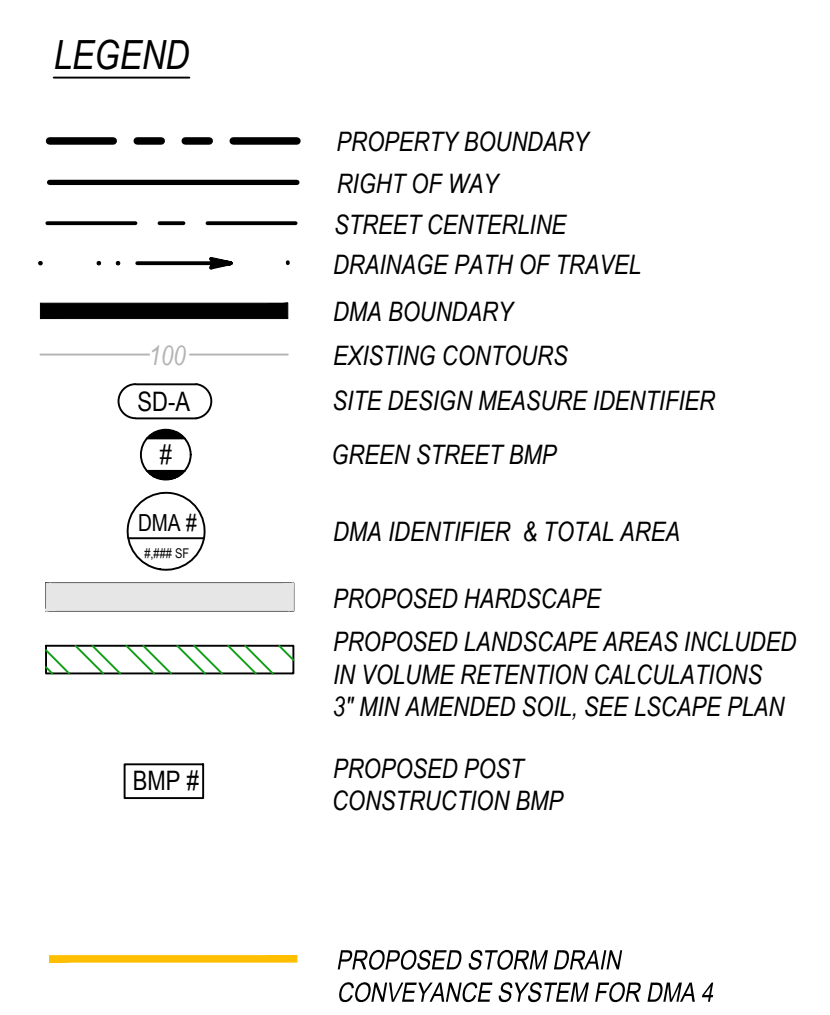 LEGEND
PROPERTY BOUNDARY
RIGHT OF WAY
STREET CENTERLINE
DRAINAGE PATH OF TRAVEL
DMA BOUNDARY
100 EXISTING CONTOURS
SD-A SITE DESIGN MEASURE IDENTIFIER
# GREEN STREET BMP
DMA #
#,### SF
DMA IDENTIFIER & TOTAL AREA
PROPOSED HARDSCAPE
PROPOSED LANDSCAPE AREAS INCLUDED
IN VOLUME RETENTION CALCULATIONS
3" MIN AMENDED SOIL, SEE LSCAPE PLAN
BMP #
PROPOSED POST
CONSTRUCTION BMP
PROPOSED STORM DRAIN
CONVEYANCE SYSTEM FOR DMA 4